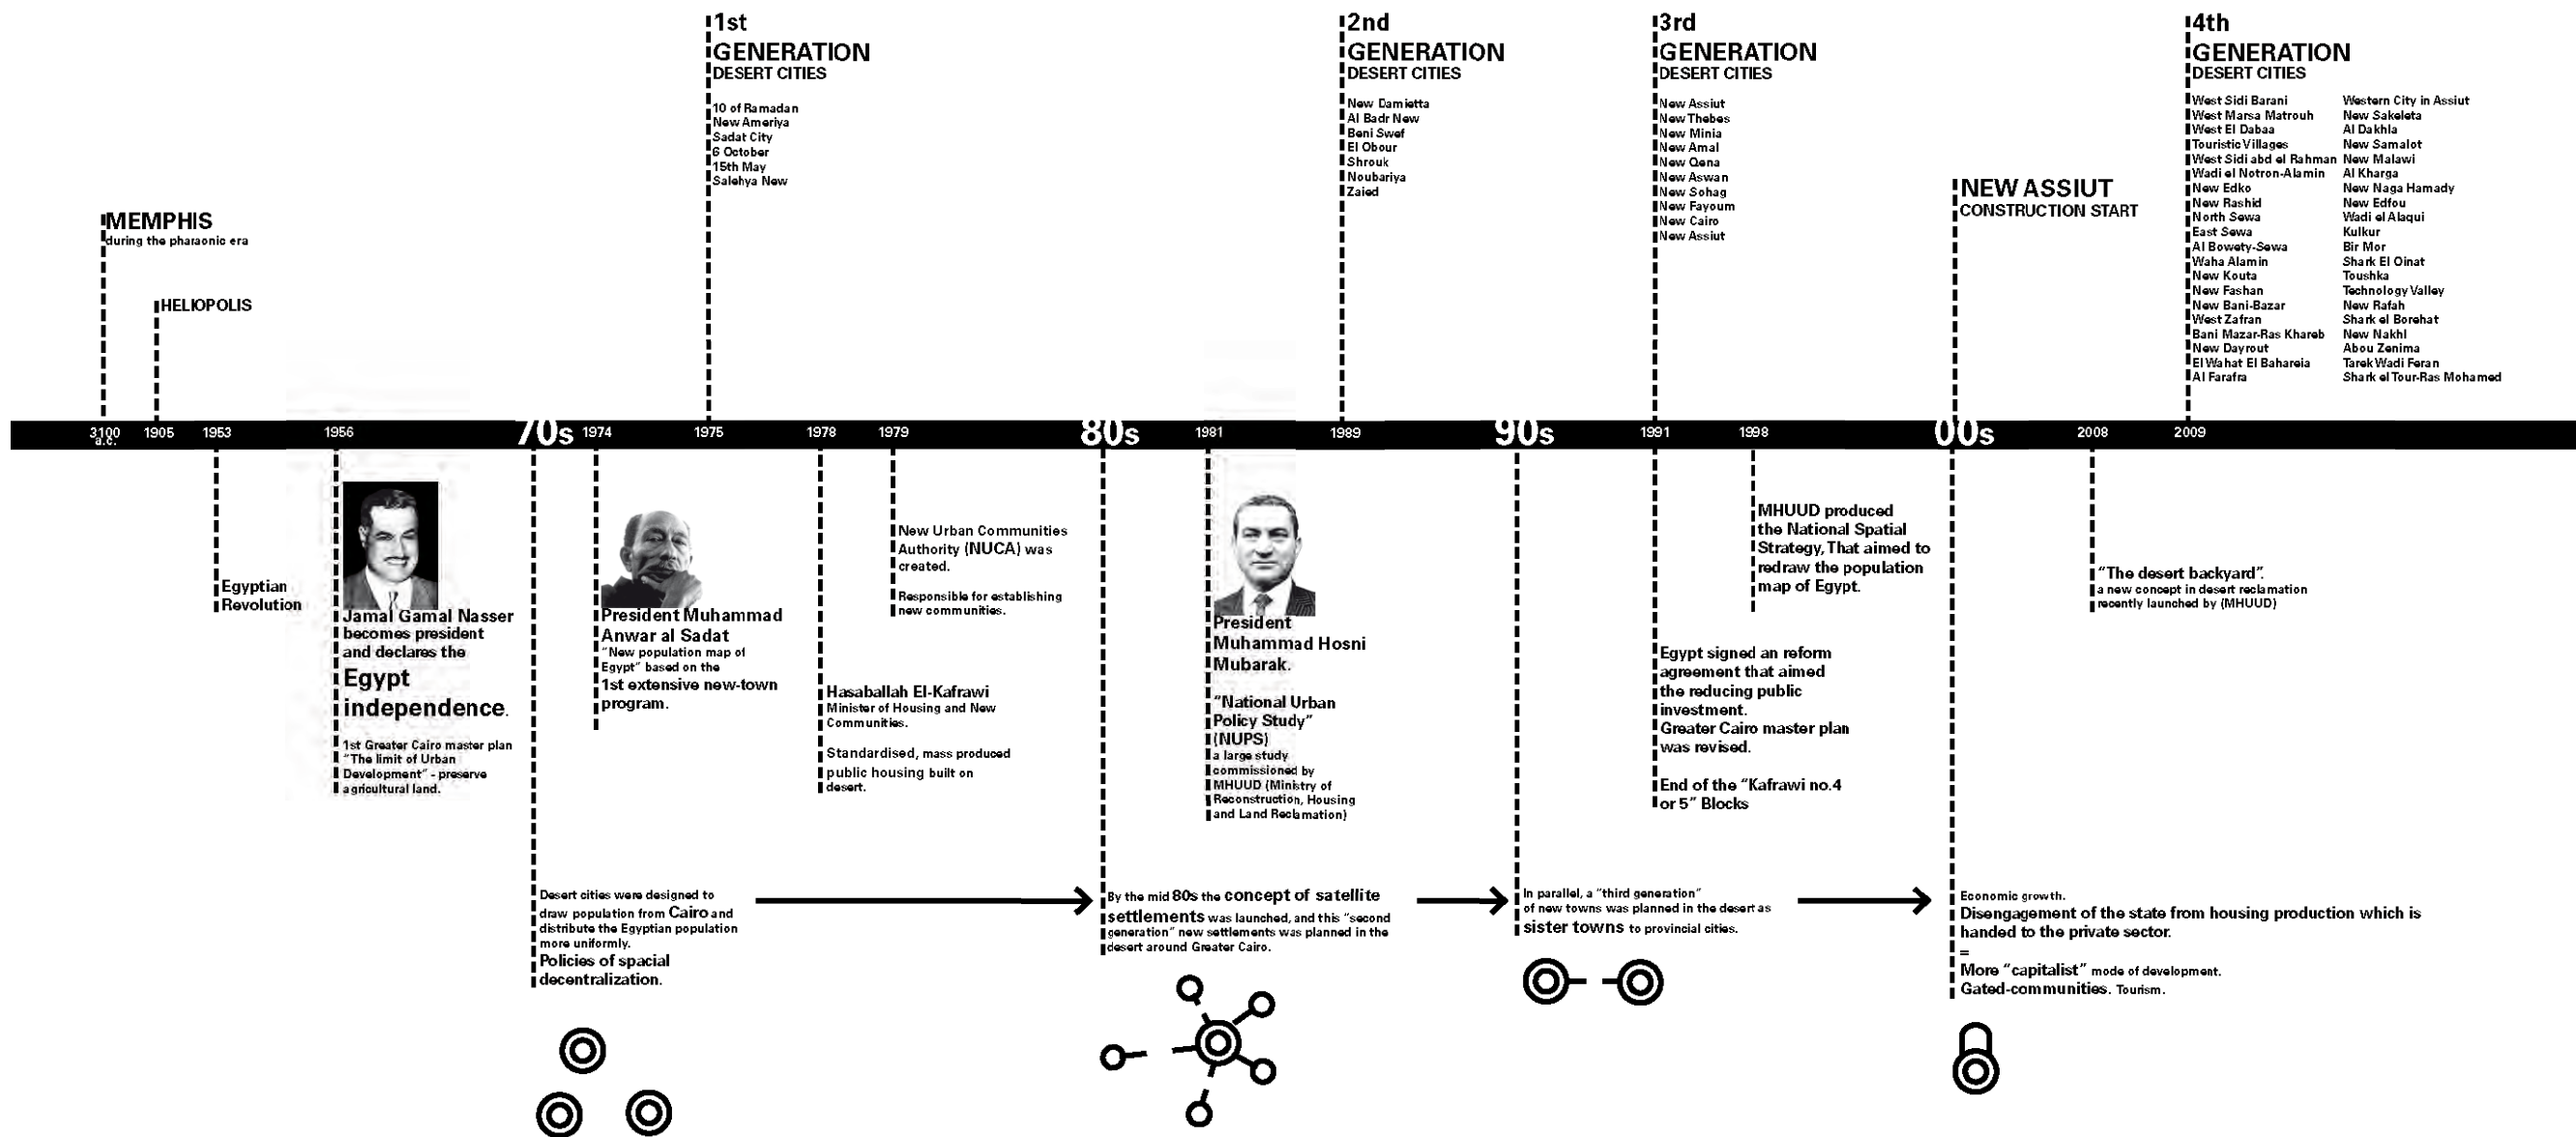 1st
GENERATION
DESERT CITIES
10 of Ramadan
New Ameriya
Sadat City
6 October
15th May
Salehya New
2nd
GENERATION
DESERT CITIES
New Damietta
Al Badr New
Beni Swef
El Obour
Shrouk
Noubariya
Zaied
3rd
GENERATION
DESERT CITIES
New Assiut
New Thebes
New Minia
New Amal
New Qena
New Aswan
New Sohag
New Fayoum
New Cairo
New Assiut
4th
GENERATION
DESERT CITIES
West Sidi Barani
West Marsa Matrouh
West El Dabaa
Touristic Villages
West Sidi abd el Rahman
Wadi el Notron-Alamin
New Edko
New Rashid
North Sewa
East Sewa
Al Bowety-Sewa
Waha Alamin
New Kouta
New Fashan
New Bani-Bazar
West Zafran
Bani Mazar-Ras Khareb
New Dayrout
El Wahat El Bahareia
Al Farafra
Western City in Assiut
New Sakeleta
Al Dakhla
New Samalot
New Malawi
Al Kharga
New Naga Hamady
New Edfou
Wadi el Alaqui
Kulkur
Bir Mor
Shark El Oinat
Toushka
Technology Valley
New Rafah
Shark el Borehat
New Nakhl
Abou Zenima
Tarek Wadi Feran
Shark el Tour-Ras Mohamed
MEMPHIS
during the pharaonic era
HELIOPOLIS
NEW ASSIUT
CONSTRUCTION START
3100 1905 1953 1956 70s 1974 1975 1978 1979 80s 1981 1989 90s 1991 1998 00s 2008 2009
a.c.
Egyptian
Revolution
Jamal Gamal Nasser
becomes president
and declares the
Egypt
independence.
1st Greater Cairo master plan
"The limit of Urban
Development" - preserve
agricultural land.
President Muhammad
Anwar al Sadat
"New population map of
Egypt" based on the
1st extensive new-town
program.
Hasaballah El-Kafrawi
Minister of Housing and New
Communities.
Standardised, mass produced
public housing built on
desert.
New Urban Communities
Authority (NUCA) was
created.
Responsible for establishing
new communities.
President
Muhammad Hosni
Mubarak.
"National Urban
Policy Study"
(NUPS)
a large study
commissioned by
MHUUD (Ministry of
Reconstruction, Housing
and Land Reclamation)
Egypt signed an reform
agreement that aimed
the reducing public
investment.
Greater Cairo master plan
was revised.
End of the "Kafrawi no.4
or 5" Blocks
MHUUD produced
the National Spatial
Strategy, That aimed to
redraw the population
map of Egypt.
"The desert backyard".
a new concept in desert reclamation
recently launched by (MHUUD)
Desert cities were designed to
draw population from Cairo and
distribute the Egyptian population
more uniformly.
Policies of spacial
decentralization.
By the mid 80s the concept of satellite
settlements was launched, and this "second
generation" new settlements was planned in the
desert around Greater Cairo.
In parallel, a "third generation"
of new towns was planned in the desert as
sister towns to provincial cities.
Economic growth.
Disengagement of the state from housing production which is
handed to the private sector.
=
More "capitalist" mode of development.
Gated-communities. Tourism.